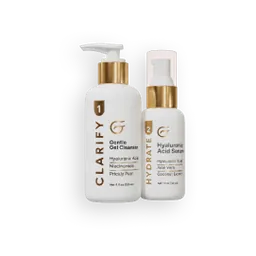 CLARIFY 1
Gentle
Gel Cleanser
Hyaluronic Acid
Niacinamide
Prickly Pear
HYDRATE 2
Hyaluronic
Acid Serum
Hyaluronic Acid
Aloe Vera